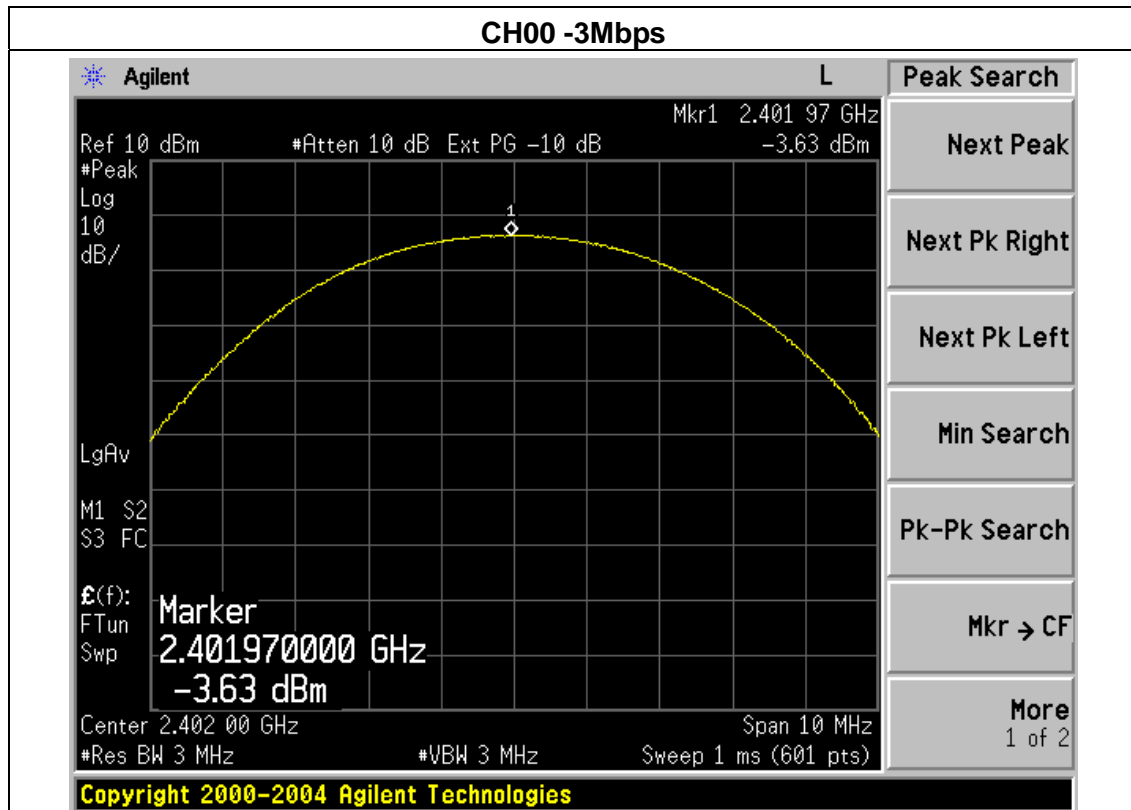 CH00 -3Mbps
Agilent L Peak Search
Mkr1 2.401 97 GHz
Ref 10 dBm #Atten 10 dB Ext PG -10 dB -3.63 dBm
#Peak
Log
10
dB/
1
LgAv
M1 S2
S3 FC
£(f):
FTun
Swp
Marker
2.401970000 GHz
-3.63 dBm
Center 2.402 00 GHz Span 10 MHz
#Res BW 3 MHz #VBW 3 MHz Sweep 1 ms (601 pts)
Copyright 2000-2004 Agilent Technologies
Next Peak
Next Pk Right
Next Pk Left
Min Search
Pk-Pk Search
Mkr → CF
More
1 of 2